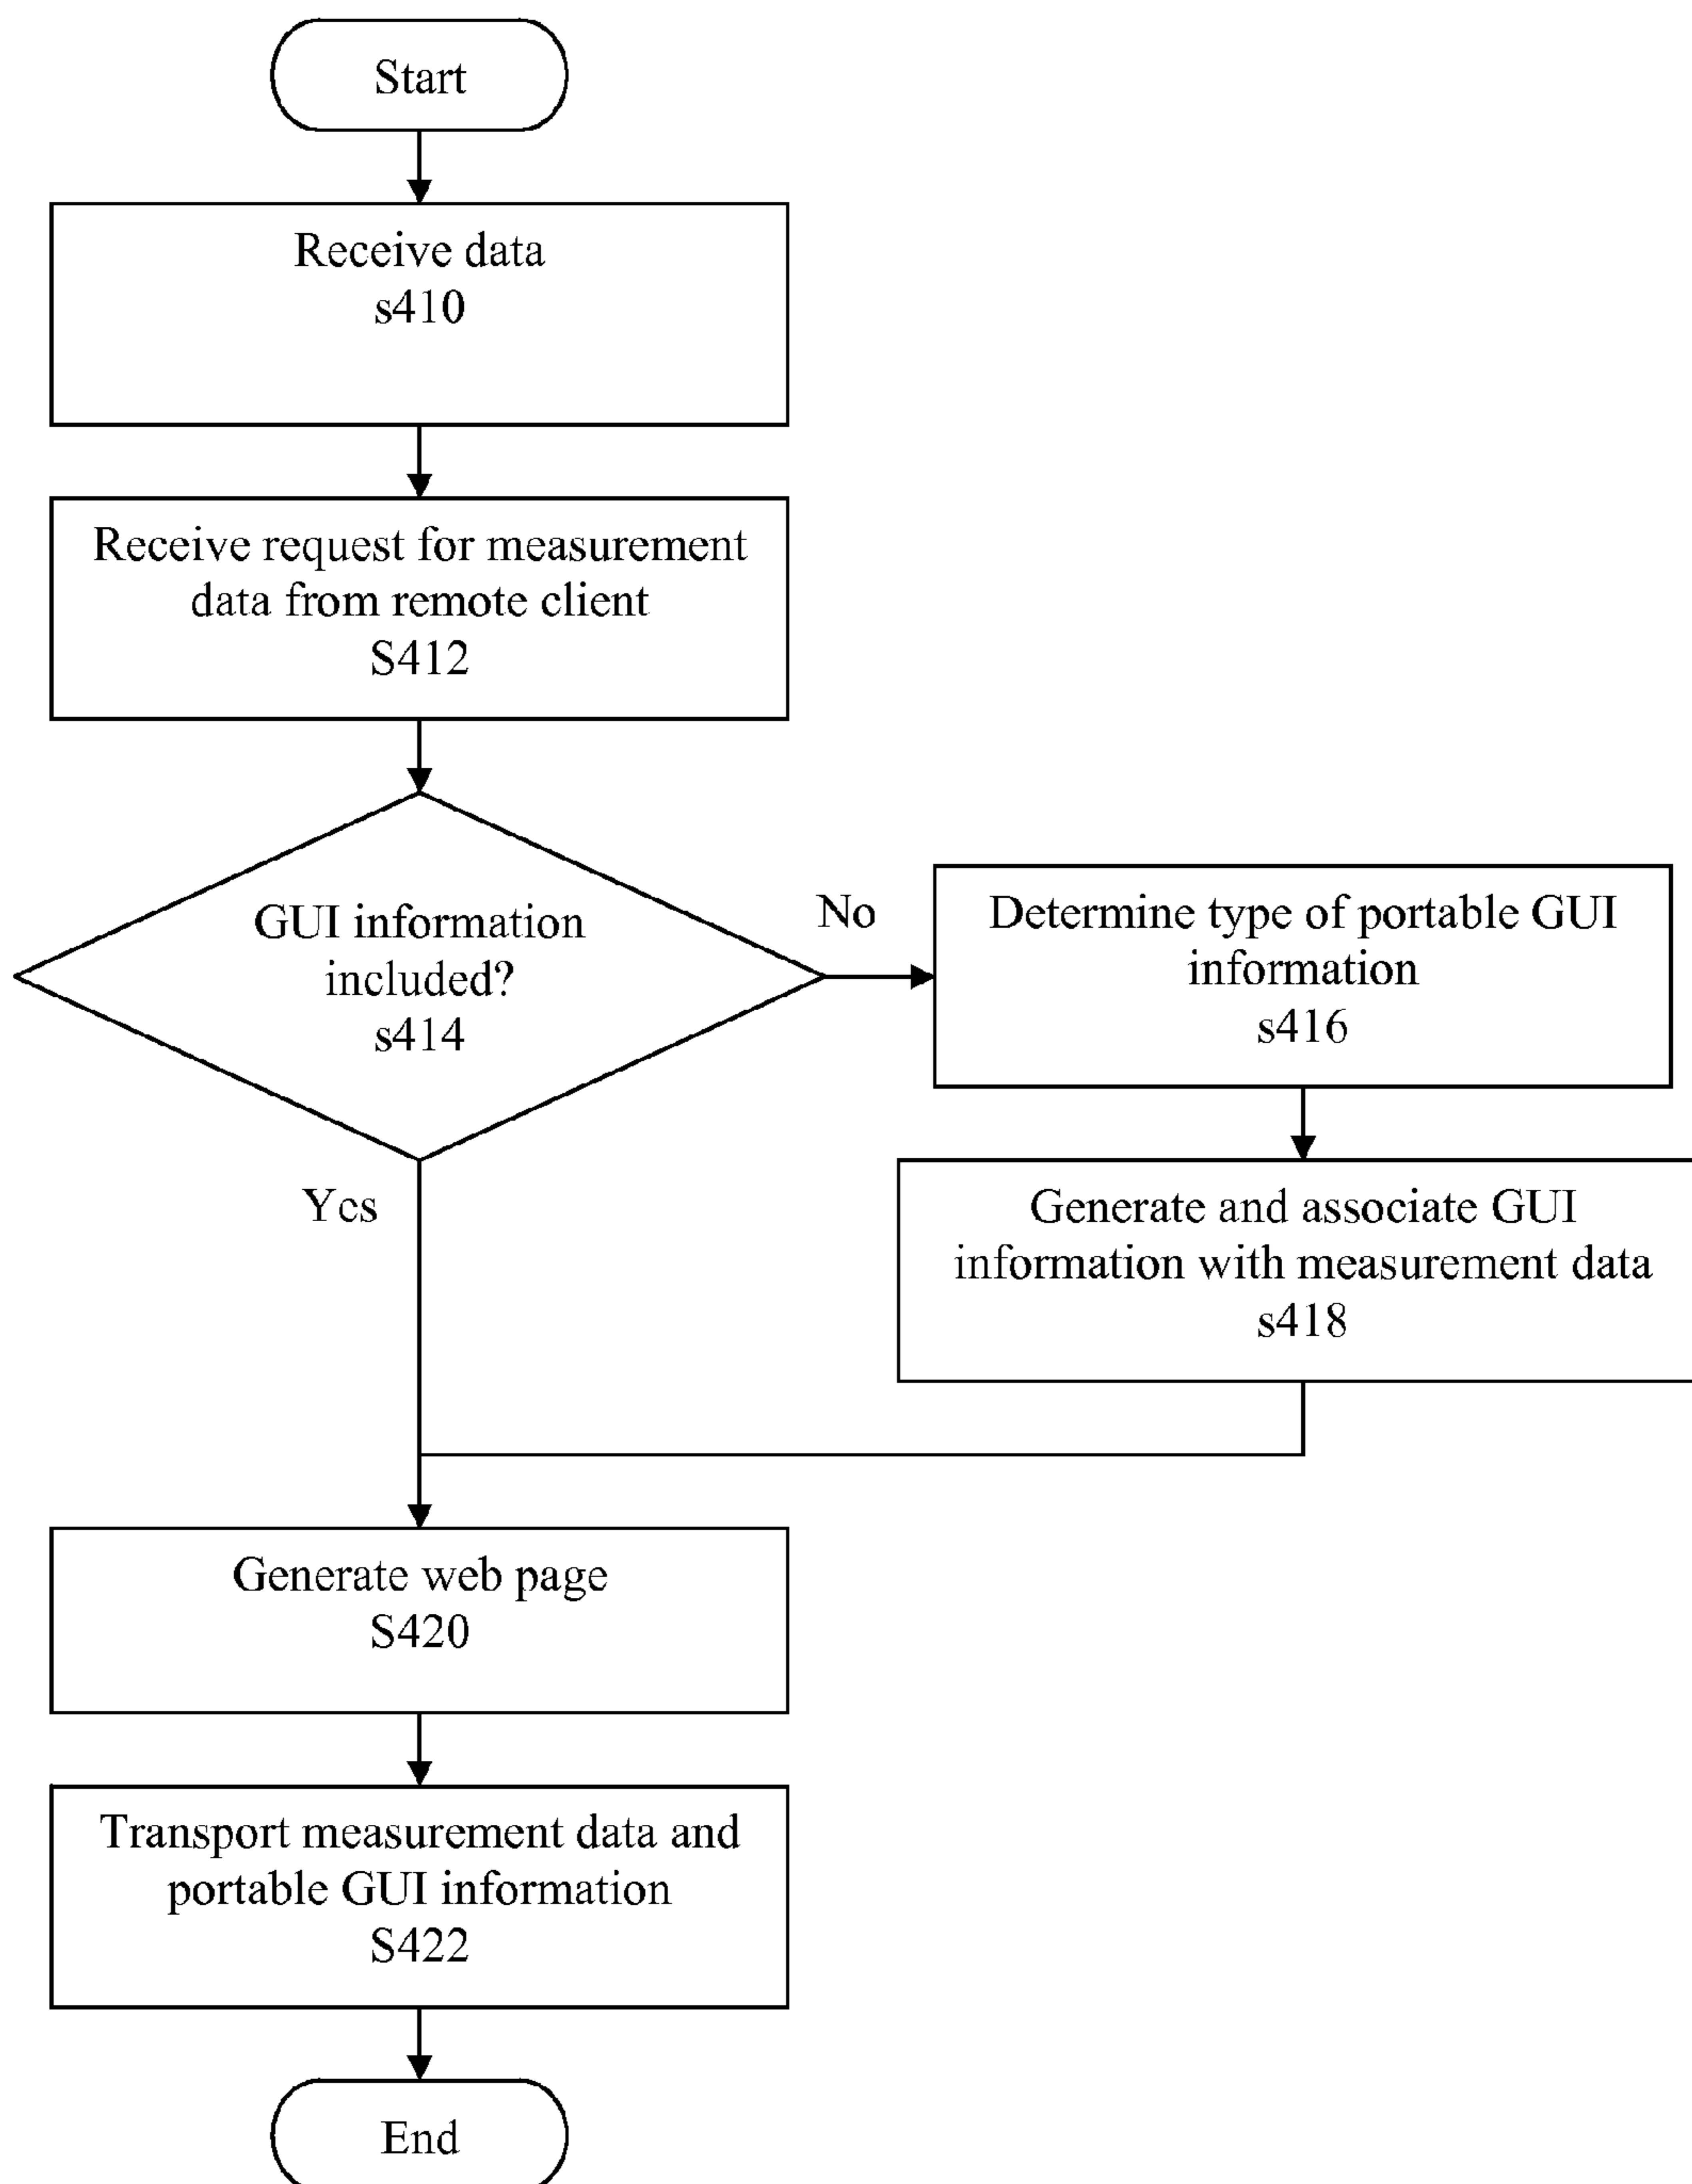 Start
Receive data
s410
Receive request for measurement
data from remote client
S412
GUI information
included?
s414
No
Determine type of portable GUI
information
s416
Yes
Generate and associate GUI
information with measurement data
s418
Generate web page
S420
Transport measurement data and
portable GUI information
S422
End